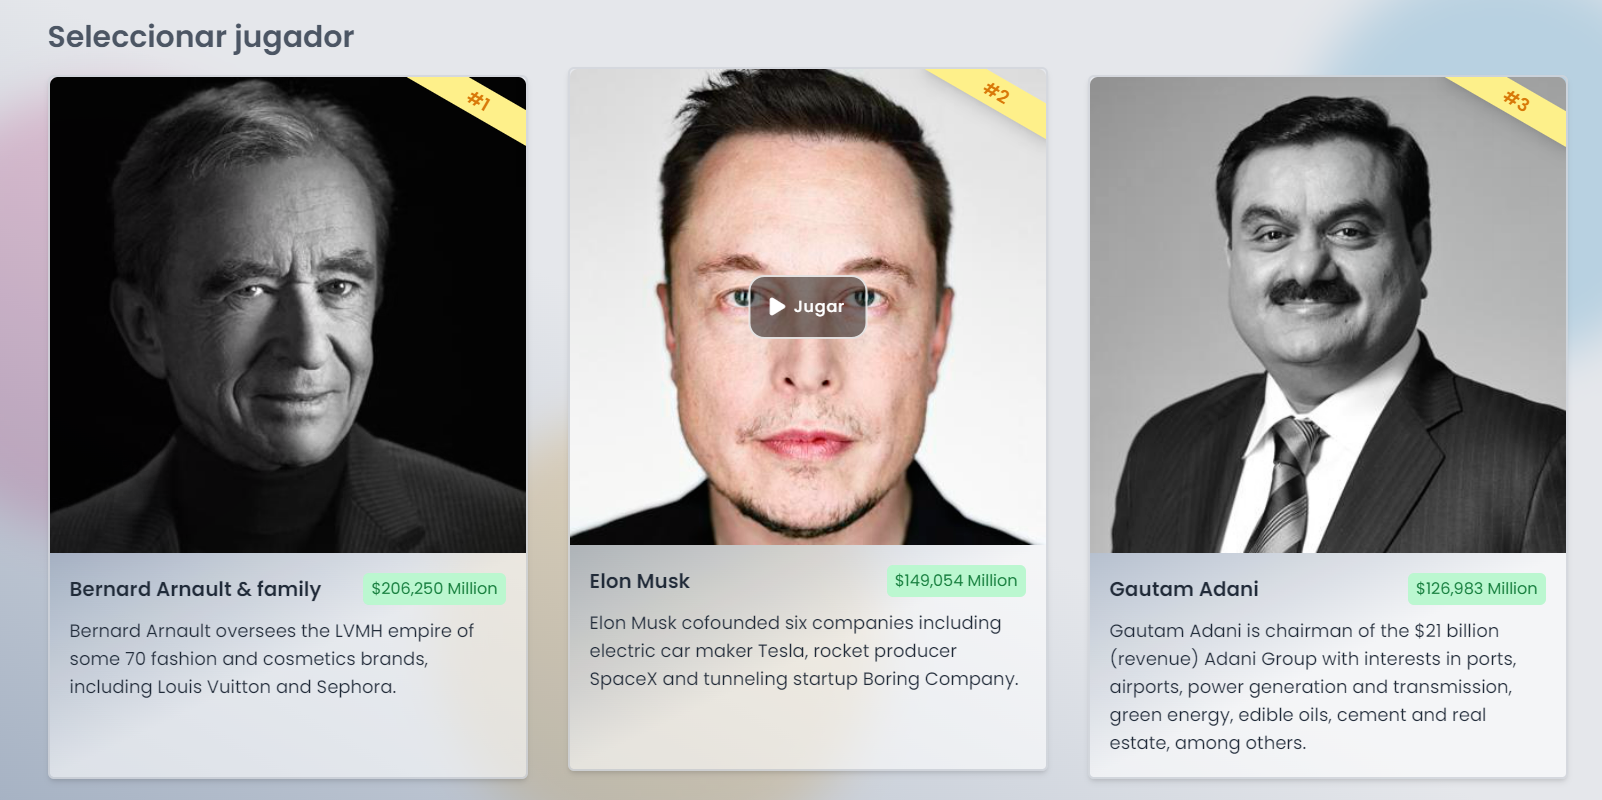 Seleccionar jugador
#1
Bernard Arnault & family
$206,250 Million
Bernard Arnault oversees the LVMH empire of
some 70 fashion and cosmetics brands,
including Louis Vuitton and Sephora.
#2
Jugar
Elon Musk
$149,054 Million
Elon Musk cofounded six companies including
electric car maker Tesla, rocket producer
SpaceX and tunneling startup Boring Company.
#3
Gautam Adani
$126,983 Million
Gautam Adani is chairman of the $21 billion
(revenue) Adani Group with interests in ports,
airports, power generation and transmission,
green energy, edible oils, cement and real
estate, among others.